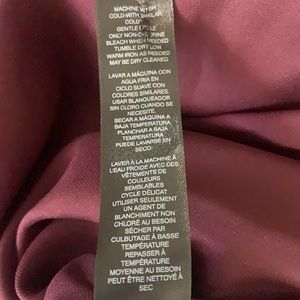 MACHINE WASH
COLD-WITH SIMILAR
COLORS
GENTLE CYCLE
ONLY NON-CHLORINE
BLEACH WHEN NEEDED
TUMBLE DRY LOW
WARM IRON AS NEEDED
MAY BE DRY CLEANED
LAVAR A MÁQUINA CON
AGUA FRIA EN
CICLO SUAVE CON
COLORES SIMILARES
USAR BLANQUEADOR
SIN CLORO CUANDO SE
NECESITE
SECAR A MÁQUINA A
BAJA TEMPERATURA
PLANCHAR A BAJA
TEMPERATURA
PUEDE LAVARSE EN
SECO
LAVER À LA MACHINE À
L'EAU FROIDE AVEC DES
VÊTEMENTS DE
COULEURS
SEMBLABLES
CYCLE DÉLICAT
UTILISER SEULEMENT
UN AGENT DE
BLANCHIMENT NON
CHLORÉ AU BESOIN
SÉCHER PAR
CULBUTAGE À BASSE
TEMPÉRATURE
REPASSER À
TEMPÉRATURE
MOYENNE AU BESOIN
PEUT ÊTRE NETTOYÉ À
SEC